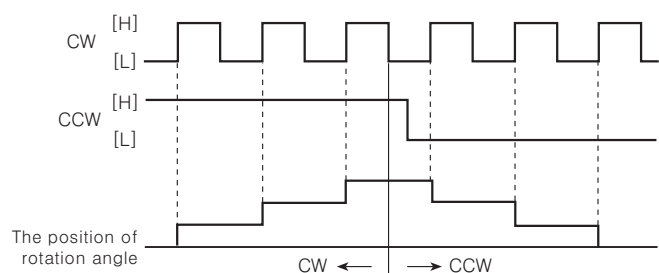 [H]
CW
[L]
[H]
CCW
[L]
The position of
rotation angle
CW
CCW